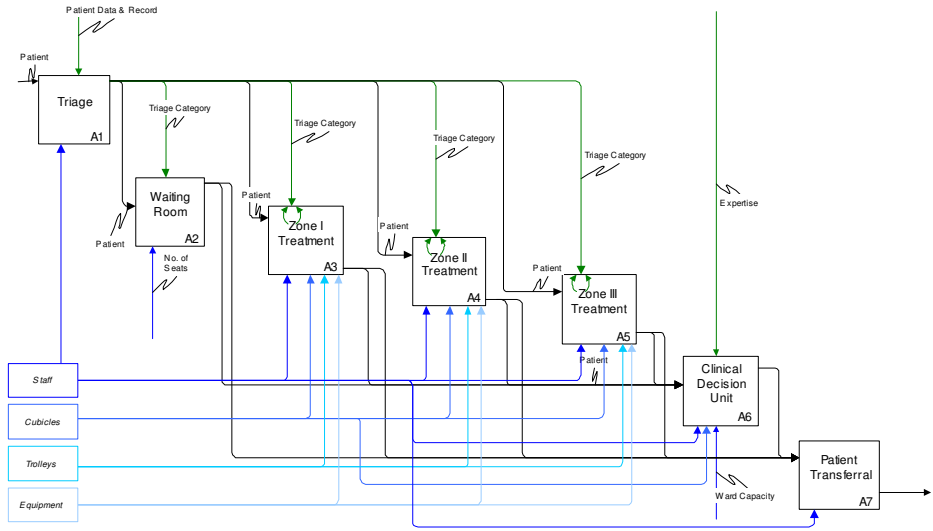 Patient Data & Record
Patient
Triage
A1
Triage Category
Triage Category
Triage Category
Triage Category
Expertise
Waiting
Room
A2
Patient
Patient
Zone I
Treatment
A3
Patient
Zone II
Treatment
A4
Patient
Zone III
Treatment
A5
No. of
Seats
Patient
Clinical
Decision
Unit
A6
Staff
Cubicles
Trolleys
Equipment
Ward Capacity
Patient
Transferral
A7